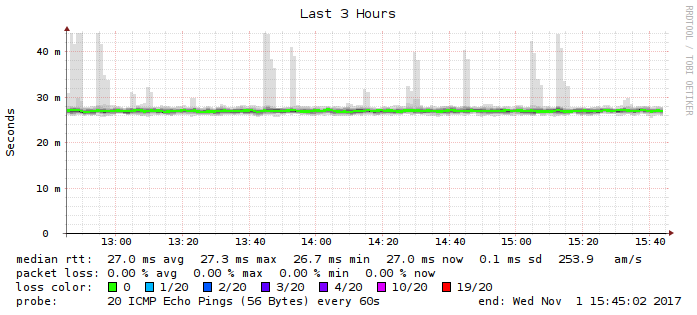 Last 3 Hours
RRDTOOL / TOBI OETIKER
Seconds
40 m
30 m
20 m
10 m
0
13:00 13:20 13:40 14:00 14:20 14:40 15:00 15:20 15:40
median rtt: 27.0 ms avg 27.3 ms max 26.7 ms min 27.0 ms now 0.1 ms sd 253.9 am/s
packet loss: 0.00 % avg 0.00 % max 0.00 % min 0.00 % now
loss color: 0 1/20 2/20 3/20 4/20 10/20 19/20
probe: 20 ICMP Echo Pings (56 Bytes) every 60s end: Wed Nov 1 15:45:02 2017